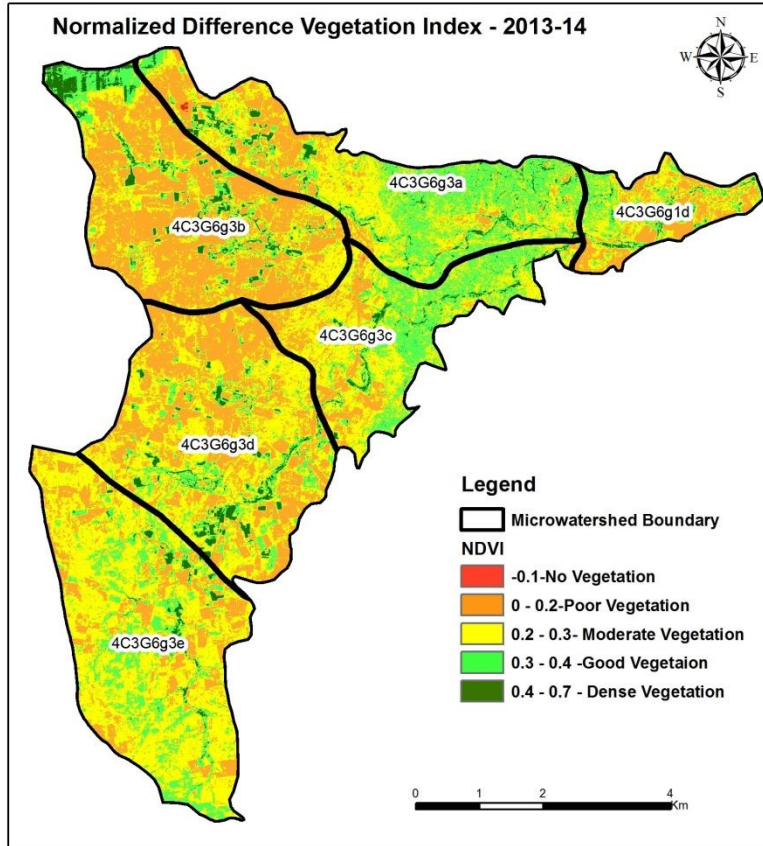 Normalized Difference Vegetation Index - 2013-14
N
W E
S
4C3G6g3a
4C3G6g1d
4C3G6g3b
4C3G6g3c
4C3G6g3d
4C3G6g3e
Legend
Microwatershed Boundary
NDVI
-0.1-No Vegetation
0 - 0.2-Poor Vegetation
0.2 - 0.3- Moderate Vegetation
0.3 - 0.4 -Good Vegetaion
0.4 - 0.7 - Dense Vegetation
0 1 2 4
Km